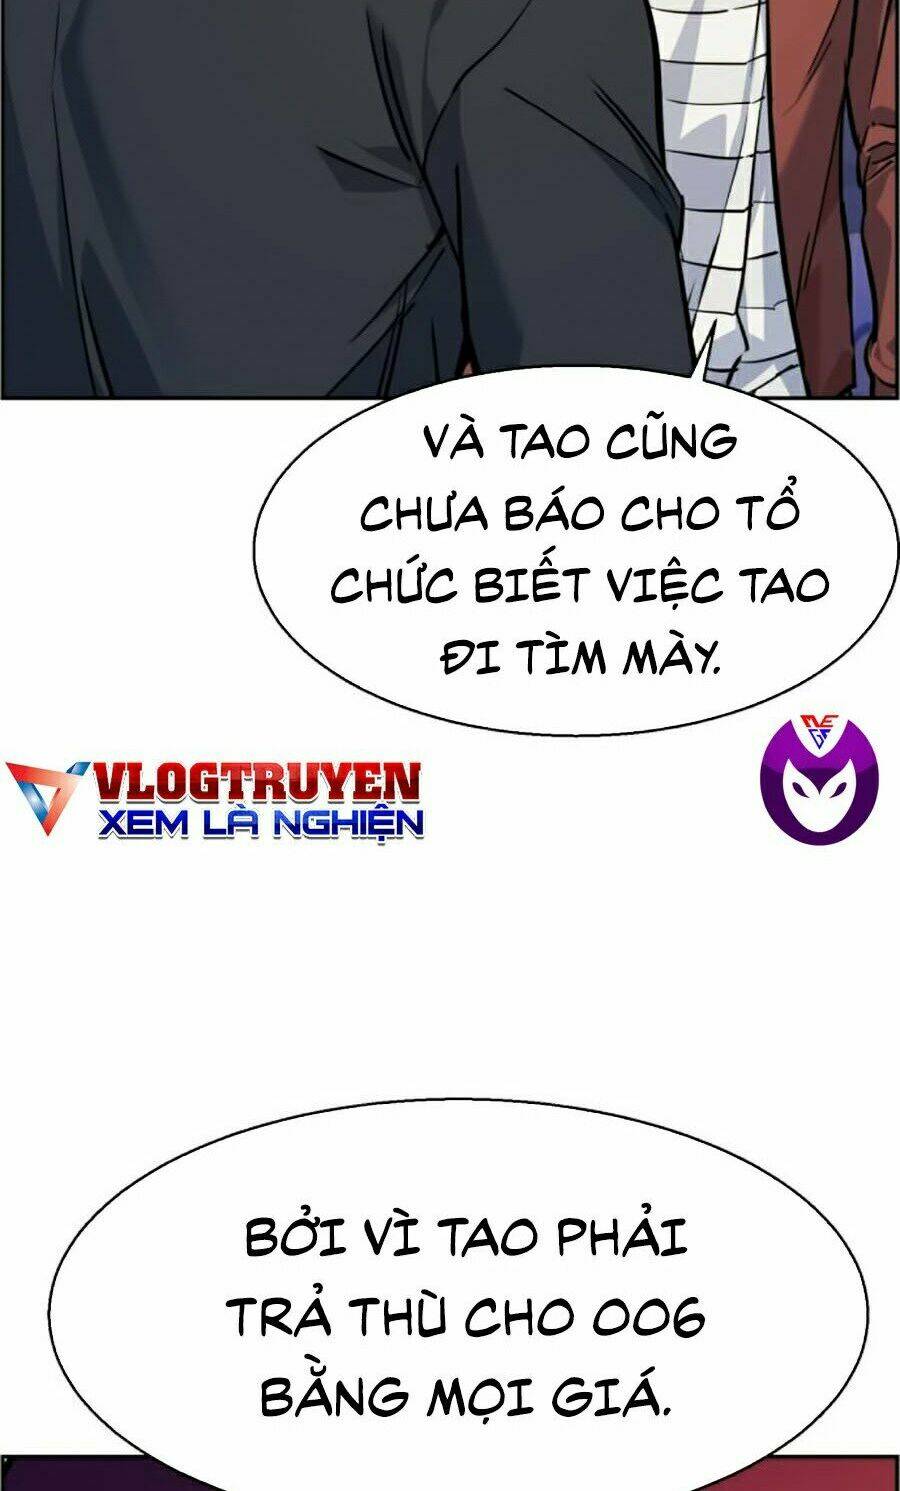 VÀ TAO CŨNG
CHƯA BÁO CHO TỔ
CHỨC BIẾT VIỆC TAO
ĐI TÌM MÀY.
VLOGTRUYEN
XEM LÀ NGHIỆN
BỞI VÌ TAO PHẢI
TRẢ THÙ CHO 006
BẰNG MỌI GIÁ.